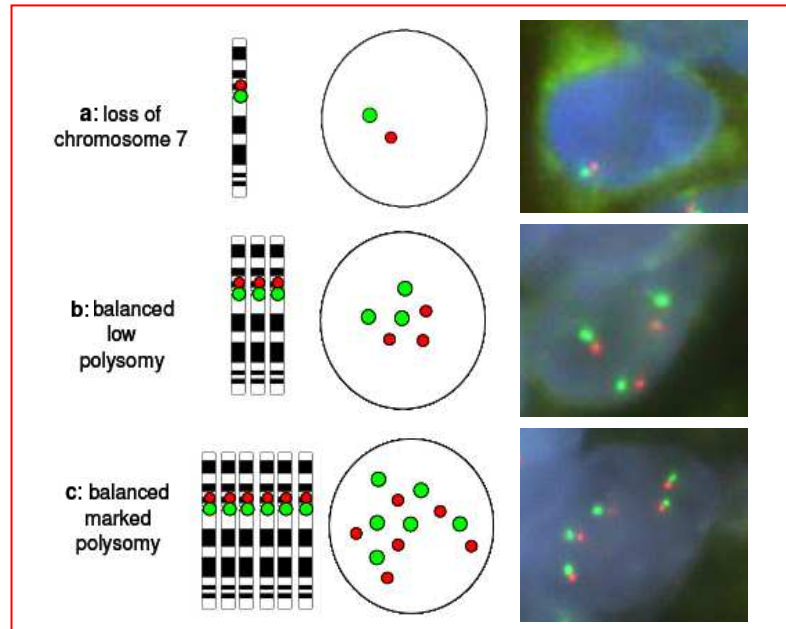 a: loss of
chromosome 7
b: balanced
low
polysomy
c: balanced
marked
polysomy